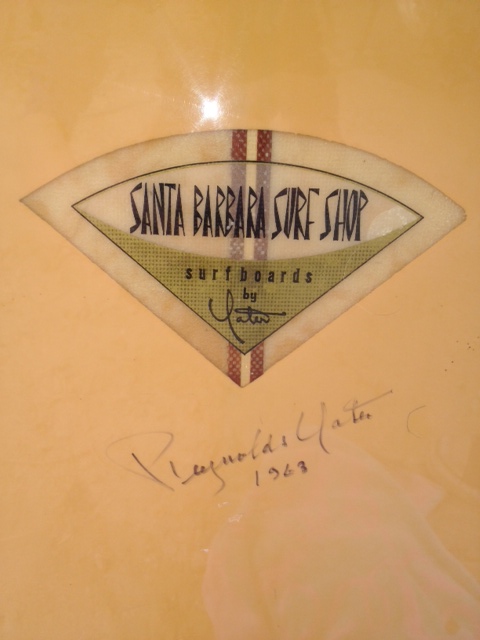 SANTA BARBARA SURF SHOP
surfboards
by
Yater
Reynolds Yater
1963